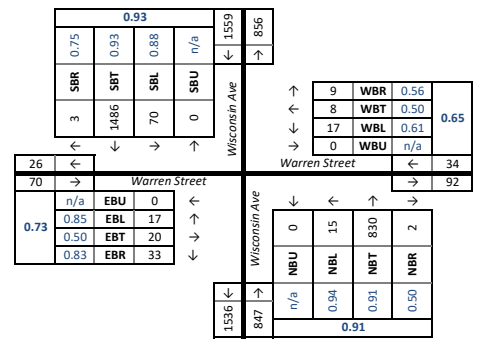 0.93
0.75 0.93 0.88 n/a
SBR SBT SBL SBU
3 1486 70 0
← ↓ → ↑
1559 856
↓ ↑
Wisconsin Ave
↑ 9 WBR 0.56
← 8 WBT 0.50
↓ 17 WBL 0.61
→ 0 WBU n/a
0.65
Warren Street
26 ←
← 34
70 →
Warren Street
→ 92
0.73
n/a EBU 0 ←
0.85 EBL 17 ↑
0.50 EBT 20 →
0.83 EBR 33 ↓
Wisconsin Ave
↓ ← ↑ →
0 15 830 2
NBU NBL NBT NBR
n/a 0.94 0.91 0.50
0.91
↓ ↑
1536 847